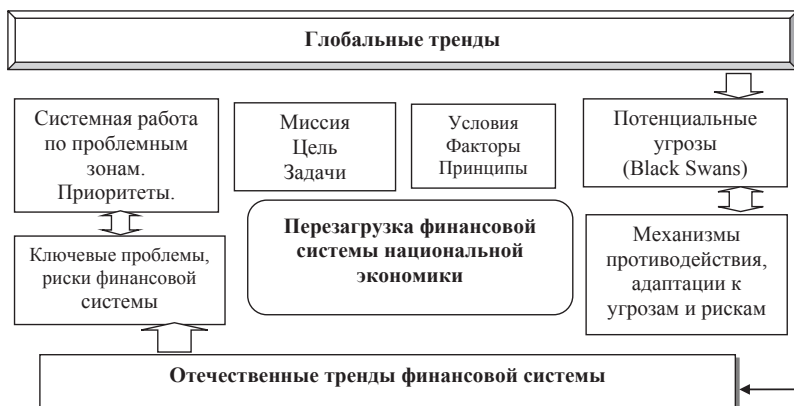 Глобальные тренды
Системная работа
по проблемным
зонам.
Приоритеты.
Миссия
Цель
Задачи
Условия
Факторы
Принципы
Потенциальные
угрозы
(Black Swans)
Перезагрузка финансовой
системы национальной
экономики
Ключевые проблемы,
риски финансовой
системы
Механизмы
противодействия,
адаптации к
угрозам и рискам
Отечественные тренды финансовой системы